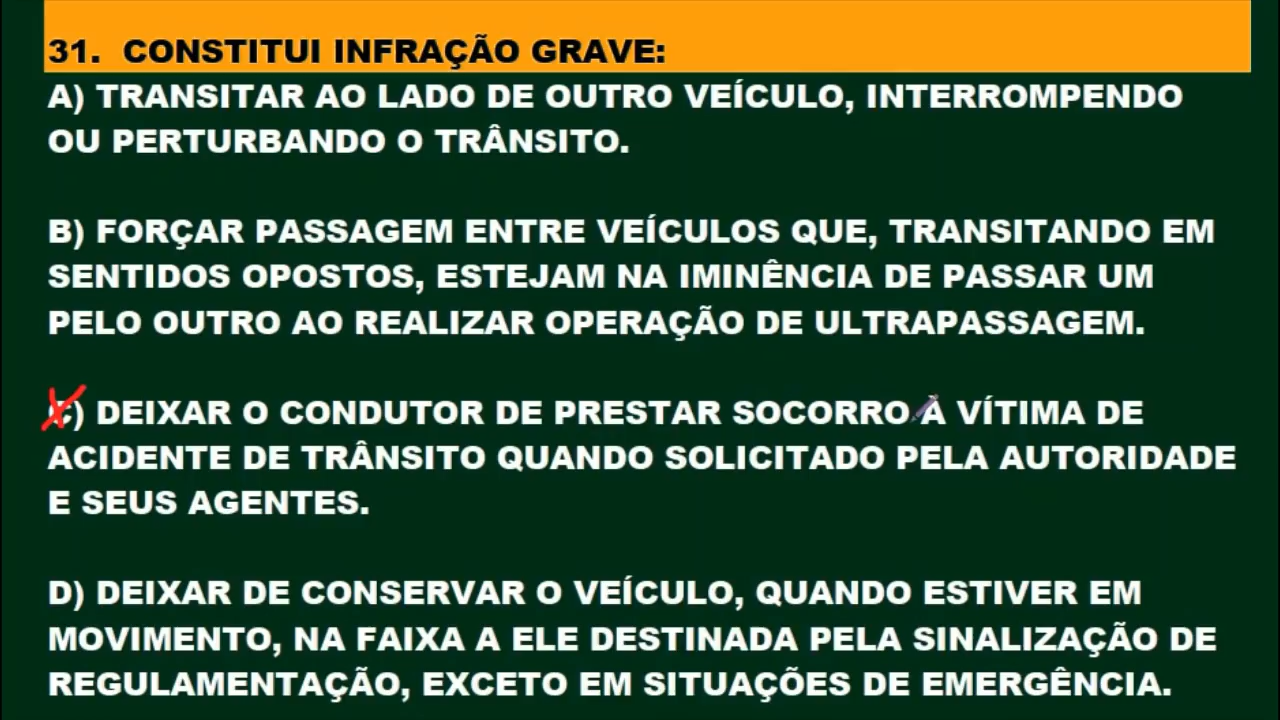 31. CONSTITUI INFRAÇÃO GRAVE:
A) TRANSITAR AO LADO DE OUTRO VEÍCULO, INTERROMPENDO
OU PERTURBANDO O TRÂNSITO.
B) FORÇAR PASSAGEM ENTRE VEÍCULOS QUE, TRANSITANDO EM
SENTIDOS OPOSTOS, ESTEJAM NA IMINÊNCIA DE PASSAR UM
PELO OUTRO AO REALIZAR OPERAÇÃO DE ULTRAPASSAGEM.
C) DEIXAR O CONDUTOR DE PRESTAR SOCORRO À VÍTIMA DE
ACIDENTE DE TRÂNSITO QUANDO SOLICITADO PELA AUTORIDADE
E SEUS AGENTES.
D) DEIXAR DE CONSERVAR O VEÍCULO, QUANDO ESTIVER EM
MOVIMENTO, NA FAIXA A ELE DESTINADA PELA SINALIZAÇÃO DE
REGULAMENTAÇÃO, EXCETO EM SITUAÇÕES DE EMERGÊNCIA.